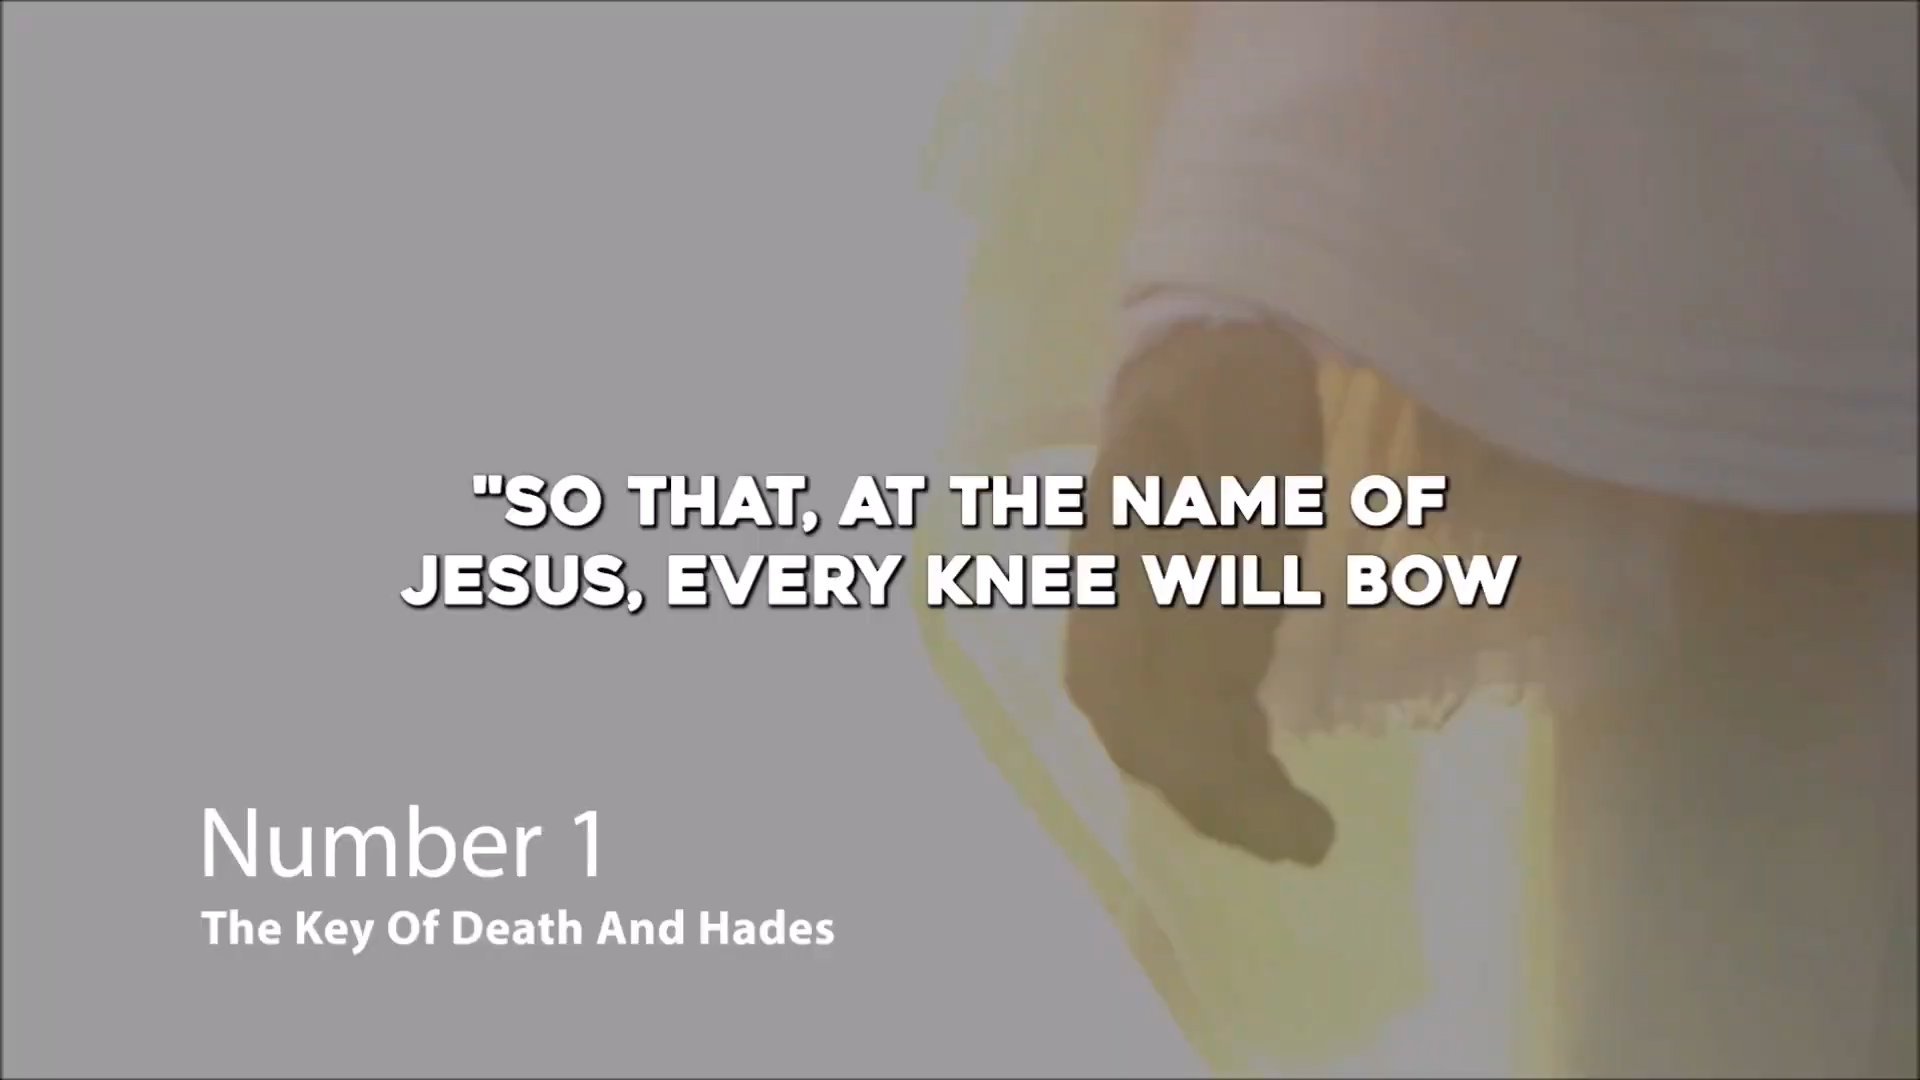 "SO THAT, AT THE NAME OF
JESUS, EVERY KNEE WILL BOW
Number 1
The Key Of Death And Hades